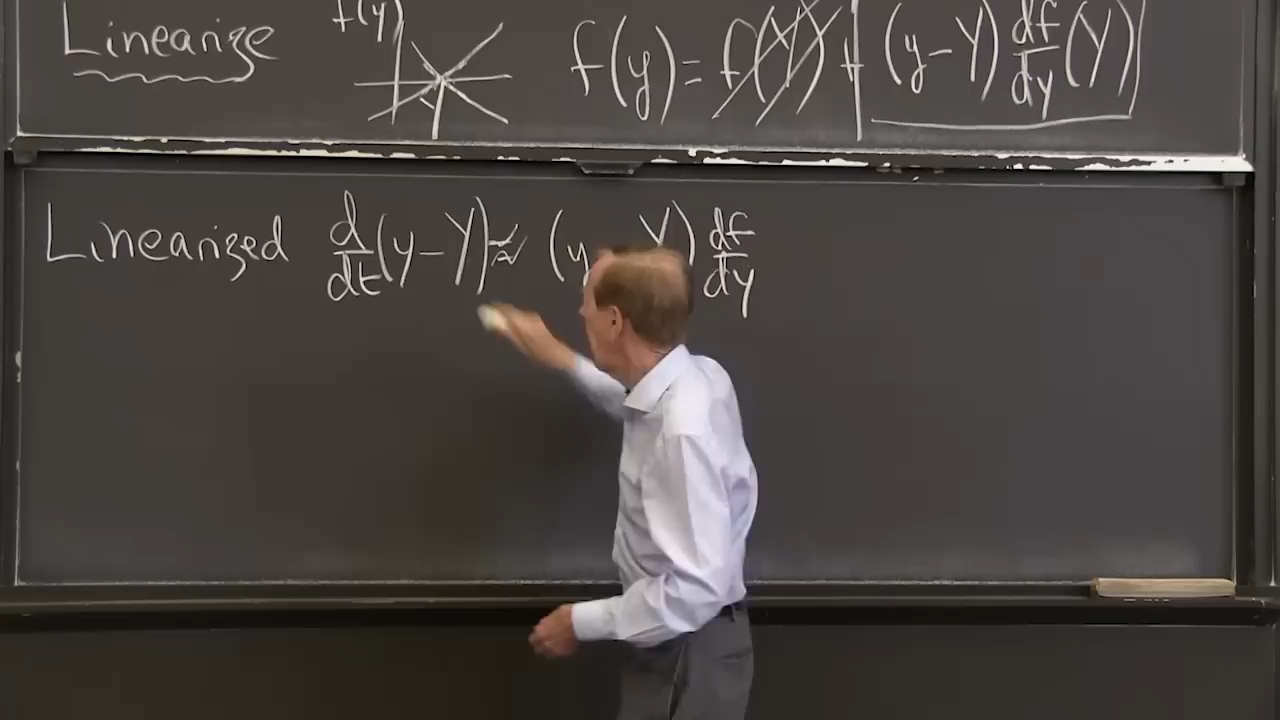 Linearize f(y) f(y) = f(Y) + (y-Y) df/dy (Y)
Linearized d/dt (y-Y) ≈ (y-Y) df/dy